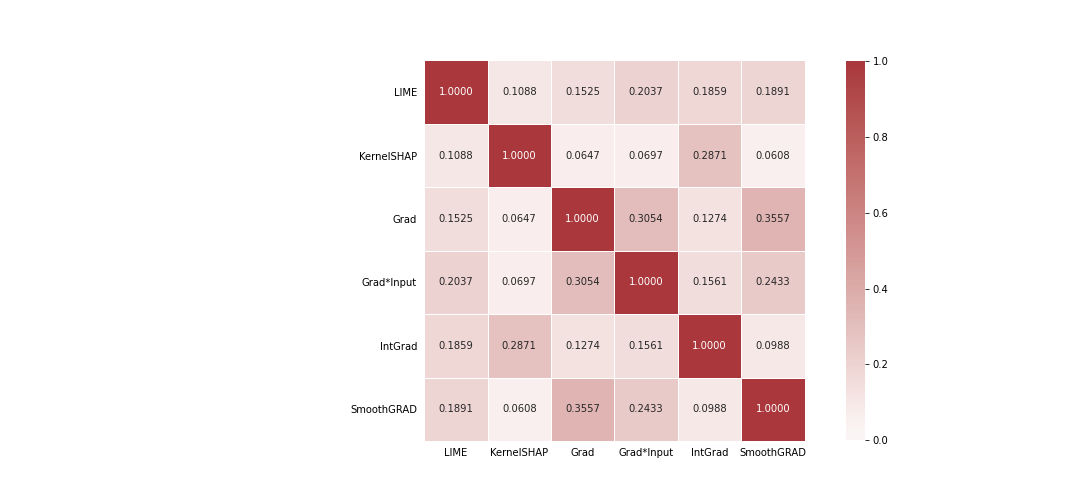 LIME 1.0000 0.1088 0.1525 0.2037 0.1859 0.1891
KernelSHAP 0.1088 1.0000 0.0647 0.0697 0.2871 0.0608
Grad 0.1525 0.0647 1.0000 0.3054 0.1274 0.3557
Grad*Input 0.2037 0.0697 0.3054 1.0000 0.1561 0.2433
IntGrad 0.1859 0.2871 0.1274 0.1561 1.0000 0.0988
SmoothGRAD 0.1891 0.0608 0.3557 0.2433 0.0988 1.0000
LIME KernelSHAP Grad Grad*Input IntGrad SmoothGRAD
1.0
0.8
0.6
0.4
0.2
0.0